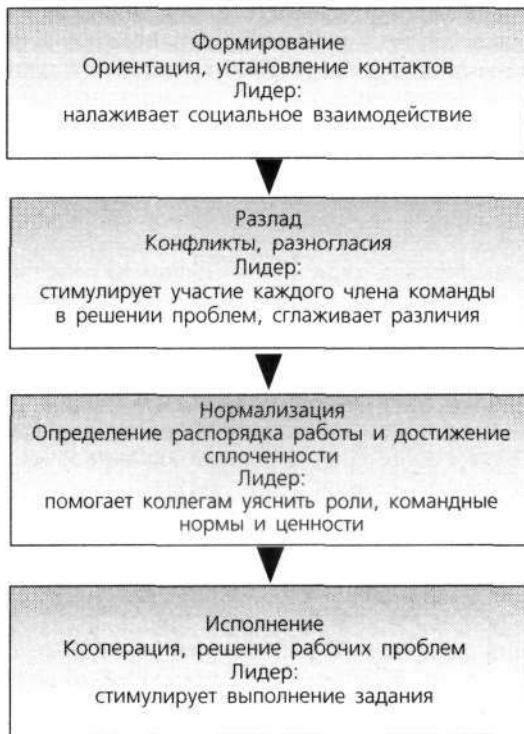 Формирование
Ориентация, установление контактов
Лидер:
налаживает социальное взаимодействие
Разлад
Конфликты, разногласия
Лидер:
стимулирует участие каждого члена команды
в решении проблем, сглаживает различия
Нормализация
Определение распорядка работы и достижение
сплоченности
Лидер:
помогает коллегам уяснить роли, командные
нормы и ценности
Исполнение
Кооперация, решение рабочих проблем
Лидер:
стимулирует выполнение задания